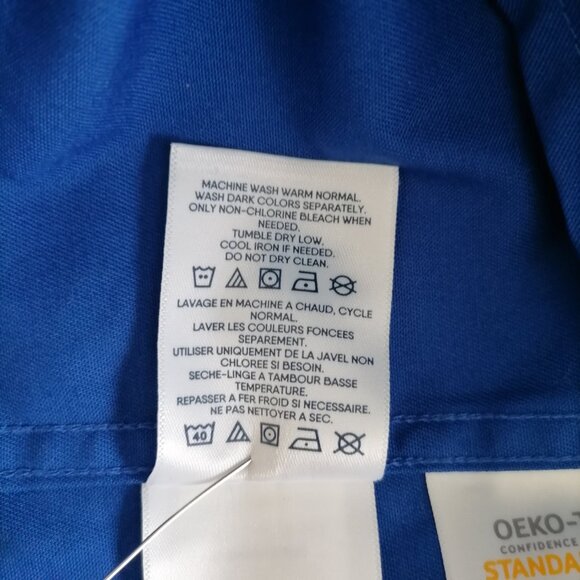 MACHINE WASH WARM NORMAL.
WASH DARK COLORS SEPARATELY.
ONLY NON-CHLORINE BLEACH WHEN
NEEDED.
TUMBLE DRY LOW.
COOL IRON IF NEEDED.
DO NOT DRY CLEAN.
LAVAGE EN MACHINE A CHAUD, CYCLE
NORMAL.
LAVER LES COULEURS FONCEES
SEPAREMENT.
UTILISER UNIQUEMENT DE LA JAVEL NON
CHLOREE SI BESOIN.
SECHE-LINGE A TAMBOUR BASSE
TEMPERATURE.
REPASSER A FER FROID SI NECESSAIRE.
NE PAS NETTOYER A SEC.
40
OEKO-T
CONFIDENCE
STANDA